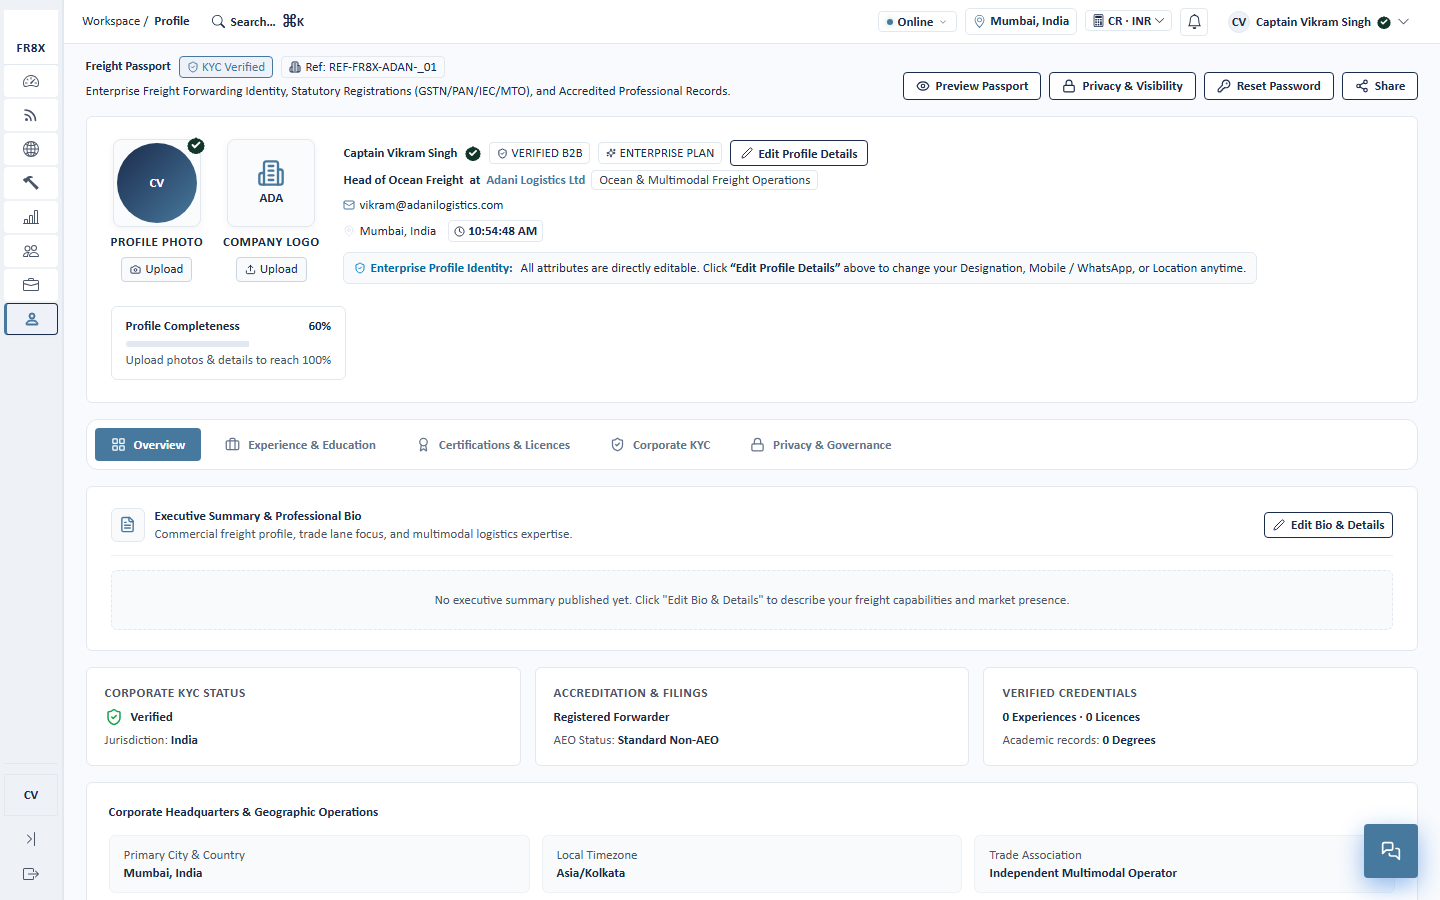 FR8X
Workspace / Profile
Search... ⌘K
Online
Mumbai, India
CR · INR
CV Captain Vikram Singh
Freight Passport
KYC Verified
Ref: REF-FR8X-ADAN-_01
Enterprise Freight Forwarding Identity, Statutory Registrations (GSTN/PAN/IEC/MTO), and Accredited Professional Records.
Preview Passport
Privacy & Visibility
Reset Password
Share
CV
PROFILE PHOTO
Upload
ADA
COMPANY LOGO
Upload
Captain Vikram Singh
VERIFIED B2B
ENTERPRISE PLAN
Edit Profile Details
Head of Ocean Freight at Adani Logistics Ltd
Ocean & Multimodal Freight Operations
vikram@adanilogistics.com
Mumbai, India
10:54:48 AM
Enterprise Profile Identity: All attributes are directly editable. Click “Edit Profile Details” above to change your Designation, Mobile / WhatsApp, or Location anytime.
Profile Completeness 60%
Upload photos & details to reach 100%
Overview
Experience & Education
Certifications & Licences
Corporate KYC
Privacy & Governance
Executive Summary & Professional Bio
Commercial freight profile, trade lane focus, and multimodal logistics expertise.
Edit Bio & Details
No executive summary published yet. Click "Edit Bio & Details" to describe your freight capabilities and market presence.
CORPORATE KYC STATUS
Verified
Jurisdiction: India
ACCREDITATION & FILINGS
Registered Forwarder
AEO Status: Standard Non-AEO
VERIFIED CREDENTIALS
0 Experiences · 0 Licences
Academic records: 0 Degrees
Corporate Headquarters & Geographic Operations
Primary City & Country
Mumbai, India
Local Timezone
Asia/Kolkata
Trade Association
Independent Multimodal Operator
CV